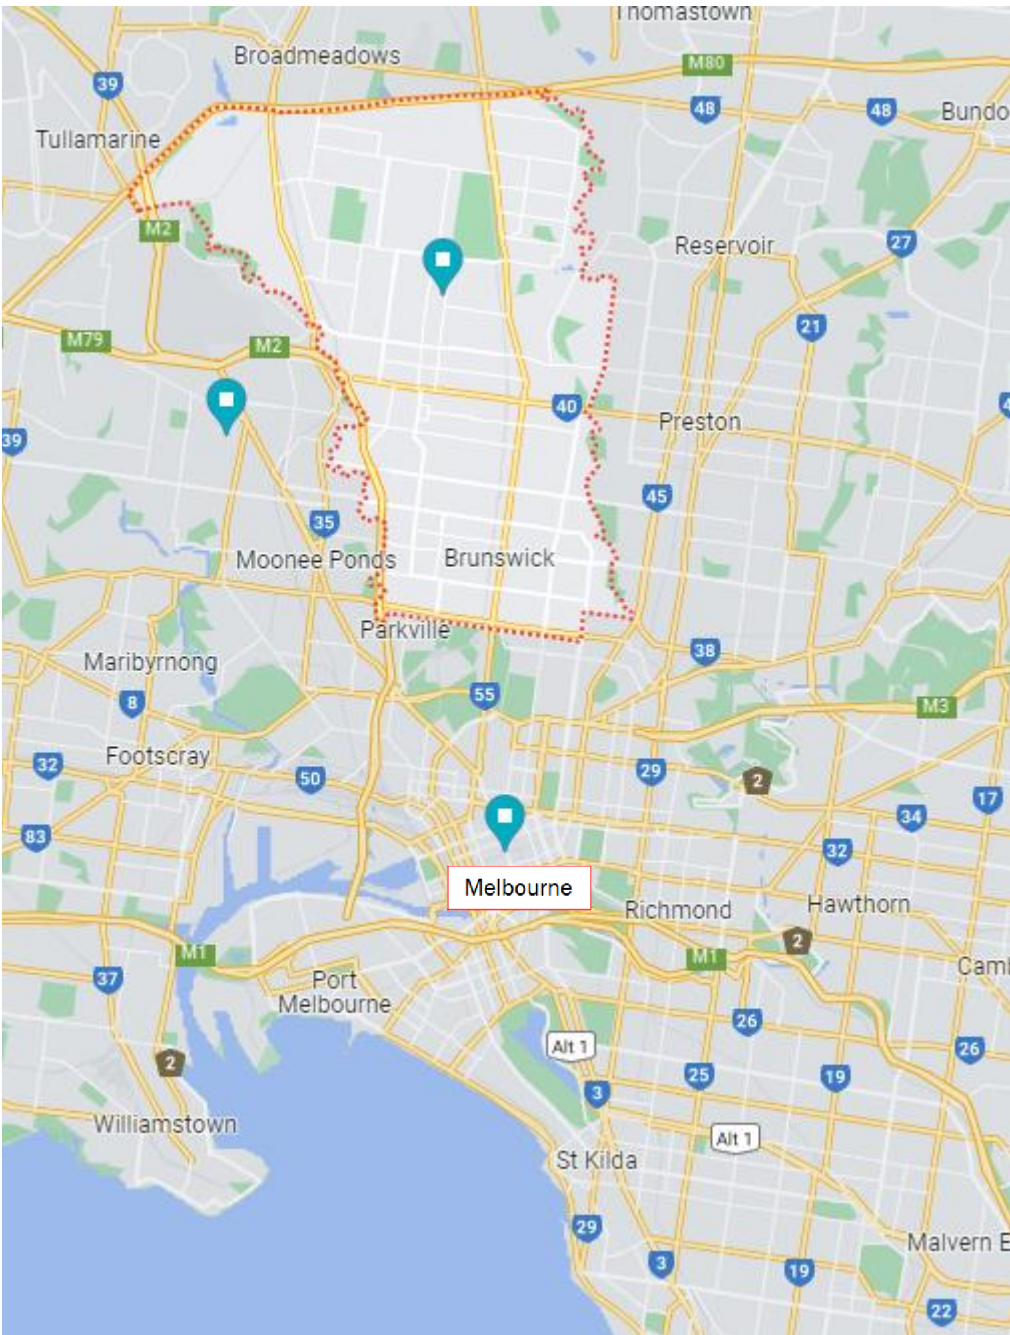 Thomastown
Broadmeadows
M80
39
48
48
Bundo
Tullamarine
M2
Reservoir
27
21
M79
M2
40
4
Preston
39
45
35
Moonee Ponds
Brunswick
Parkville
38
Maribyrnong
8
55
M3
Footscray
32
50
29
2
17
34
83
32
Melbourne
Richmond
Hawthorn
2
M1
M1
37
Port
Melbourne
Camb
26
Alt 1
26
2
25
19
3
Williamstown
Alt 1
St Kilda
29
Malvern E
3
19
22